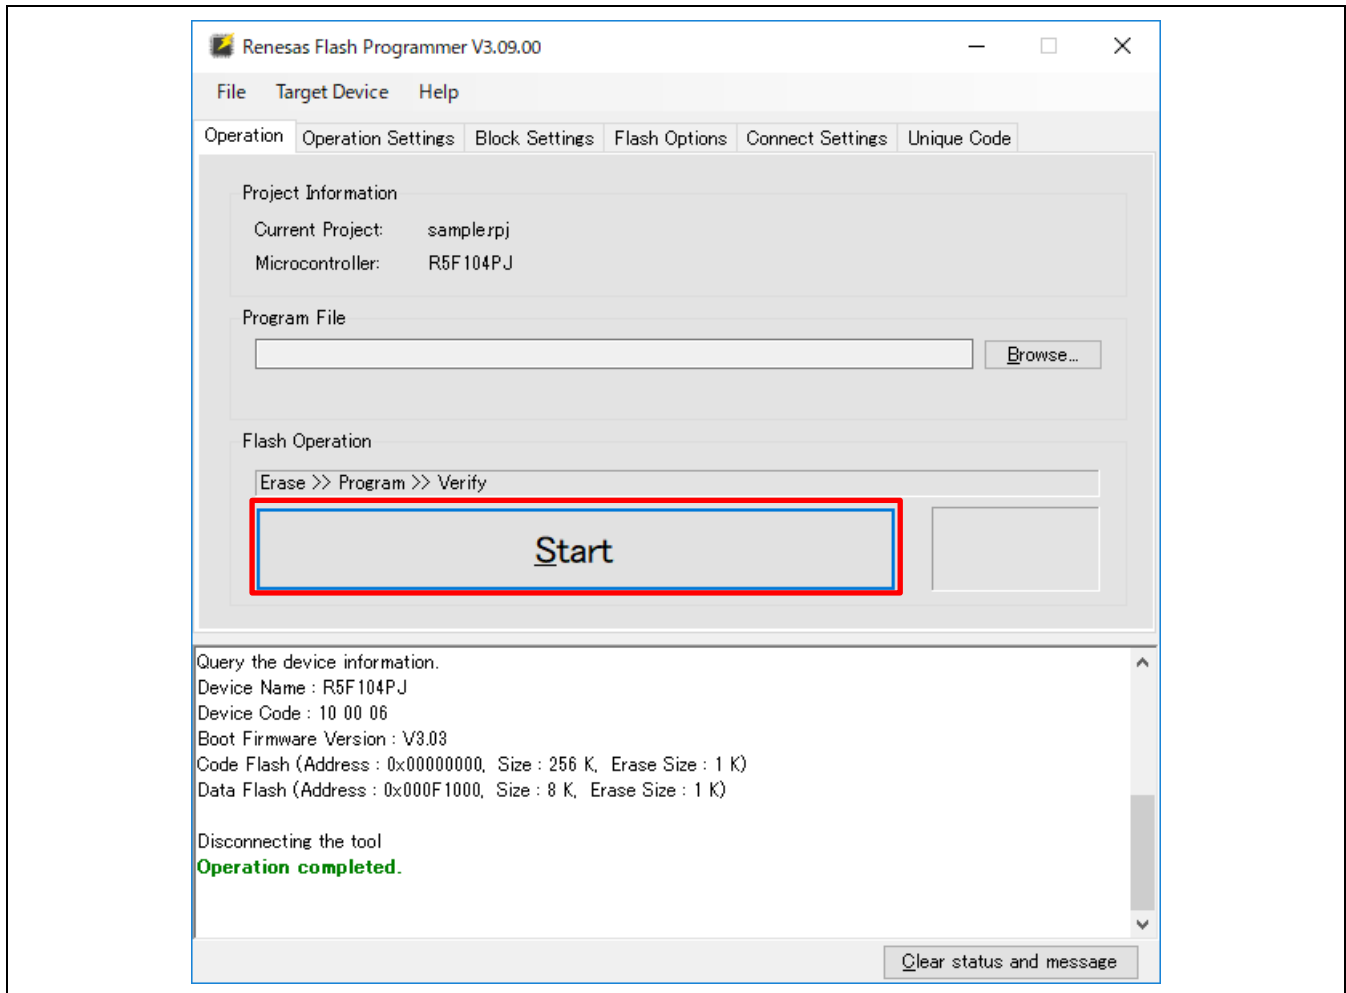 Renesas Flash Programmer V3.09.00
File Target Device Help
Operation Operation Settings Block Settings Flash Options Connect Settings Unique Code
Project Information
Current Project: sample.rpj
Microcontroller: R5F104PJ
Program File
Browse...
Flash Operation
Erase >> Program >> Verify
Start
Query the device information.
Device Name : R5F104PJ
Device Code : 10 00 06
Boot Firmware Version : V3.03
Code Flash (Address : 0x00000000, Size : 256 K, Erase Size : 1 K)
Data Flash (Address : 0x000F1000, Size : 8 K, Erase Size : 1 K)
Disconnecting the tool
Operation completed.
Clear status and message